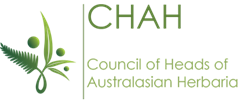 CHAH
Council of Heads of
Australasian Herbaria